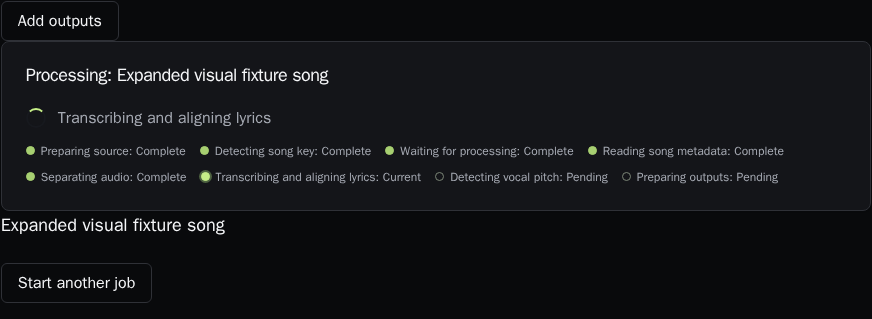 Add outputs
Processing: Expanded visual fixture song
Transcribing and aligning lyrics
Preparing source: Complete Detecting song key: Complete Waiting for processing: Complete Reading song metadata: Complete
Separating audio: Complete Transcribing and aligning lyrics: Current Detecting vocal pitch: Pending Preparing outputs: Pending
Expanded visual fixture song
Start another job